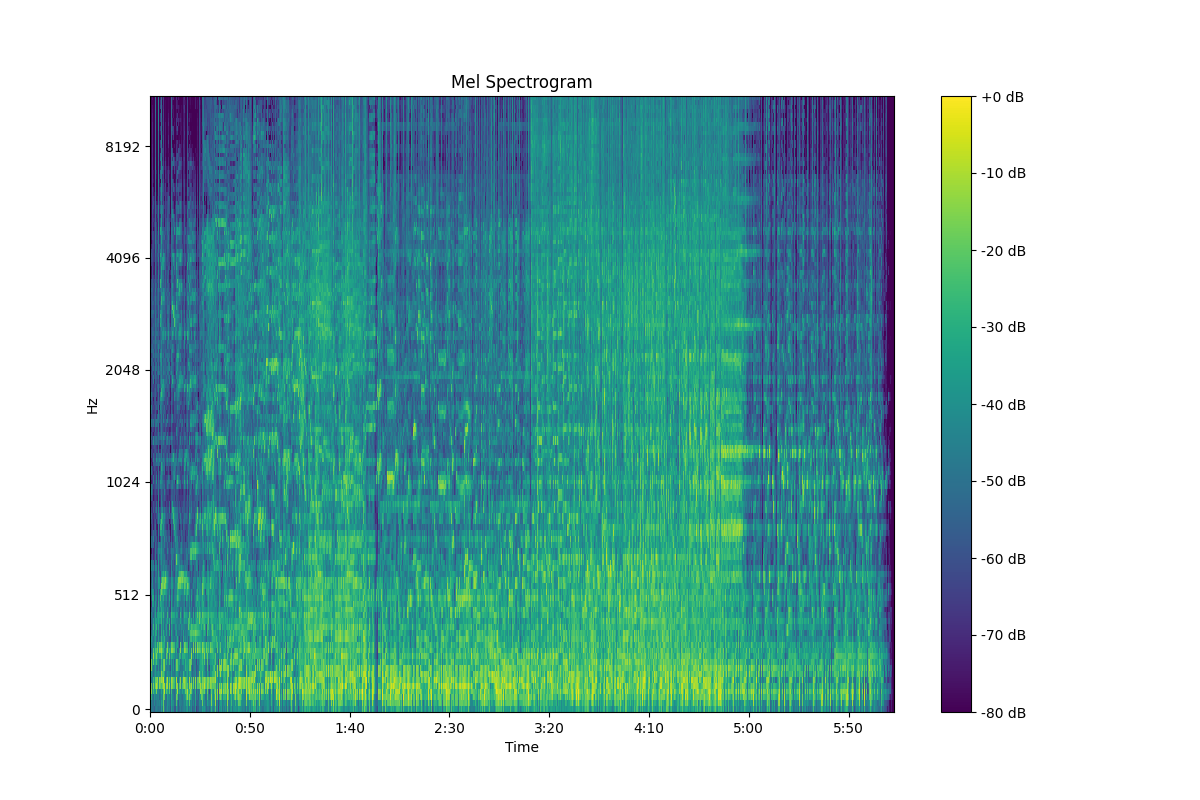 Mel Spectrogram
+0 dB
8192
-10 dB
-20 dB
4096
-30 dB
2048
-40 dB
Hz
1024
-50 dB
-60 dB
512
-70 dB
0
-80 dB
0:00 0:50 1:40 2:30 3:20 4:10 5:00 5:50
Time